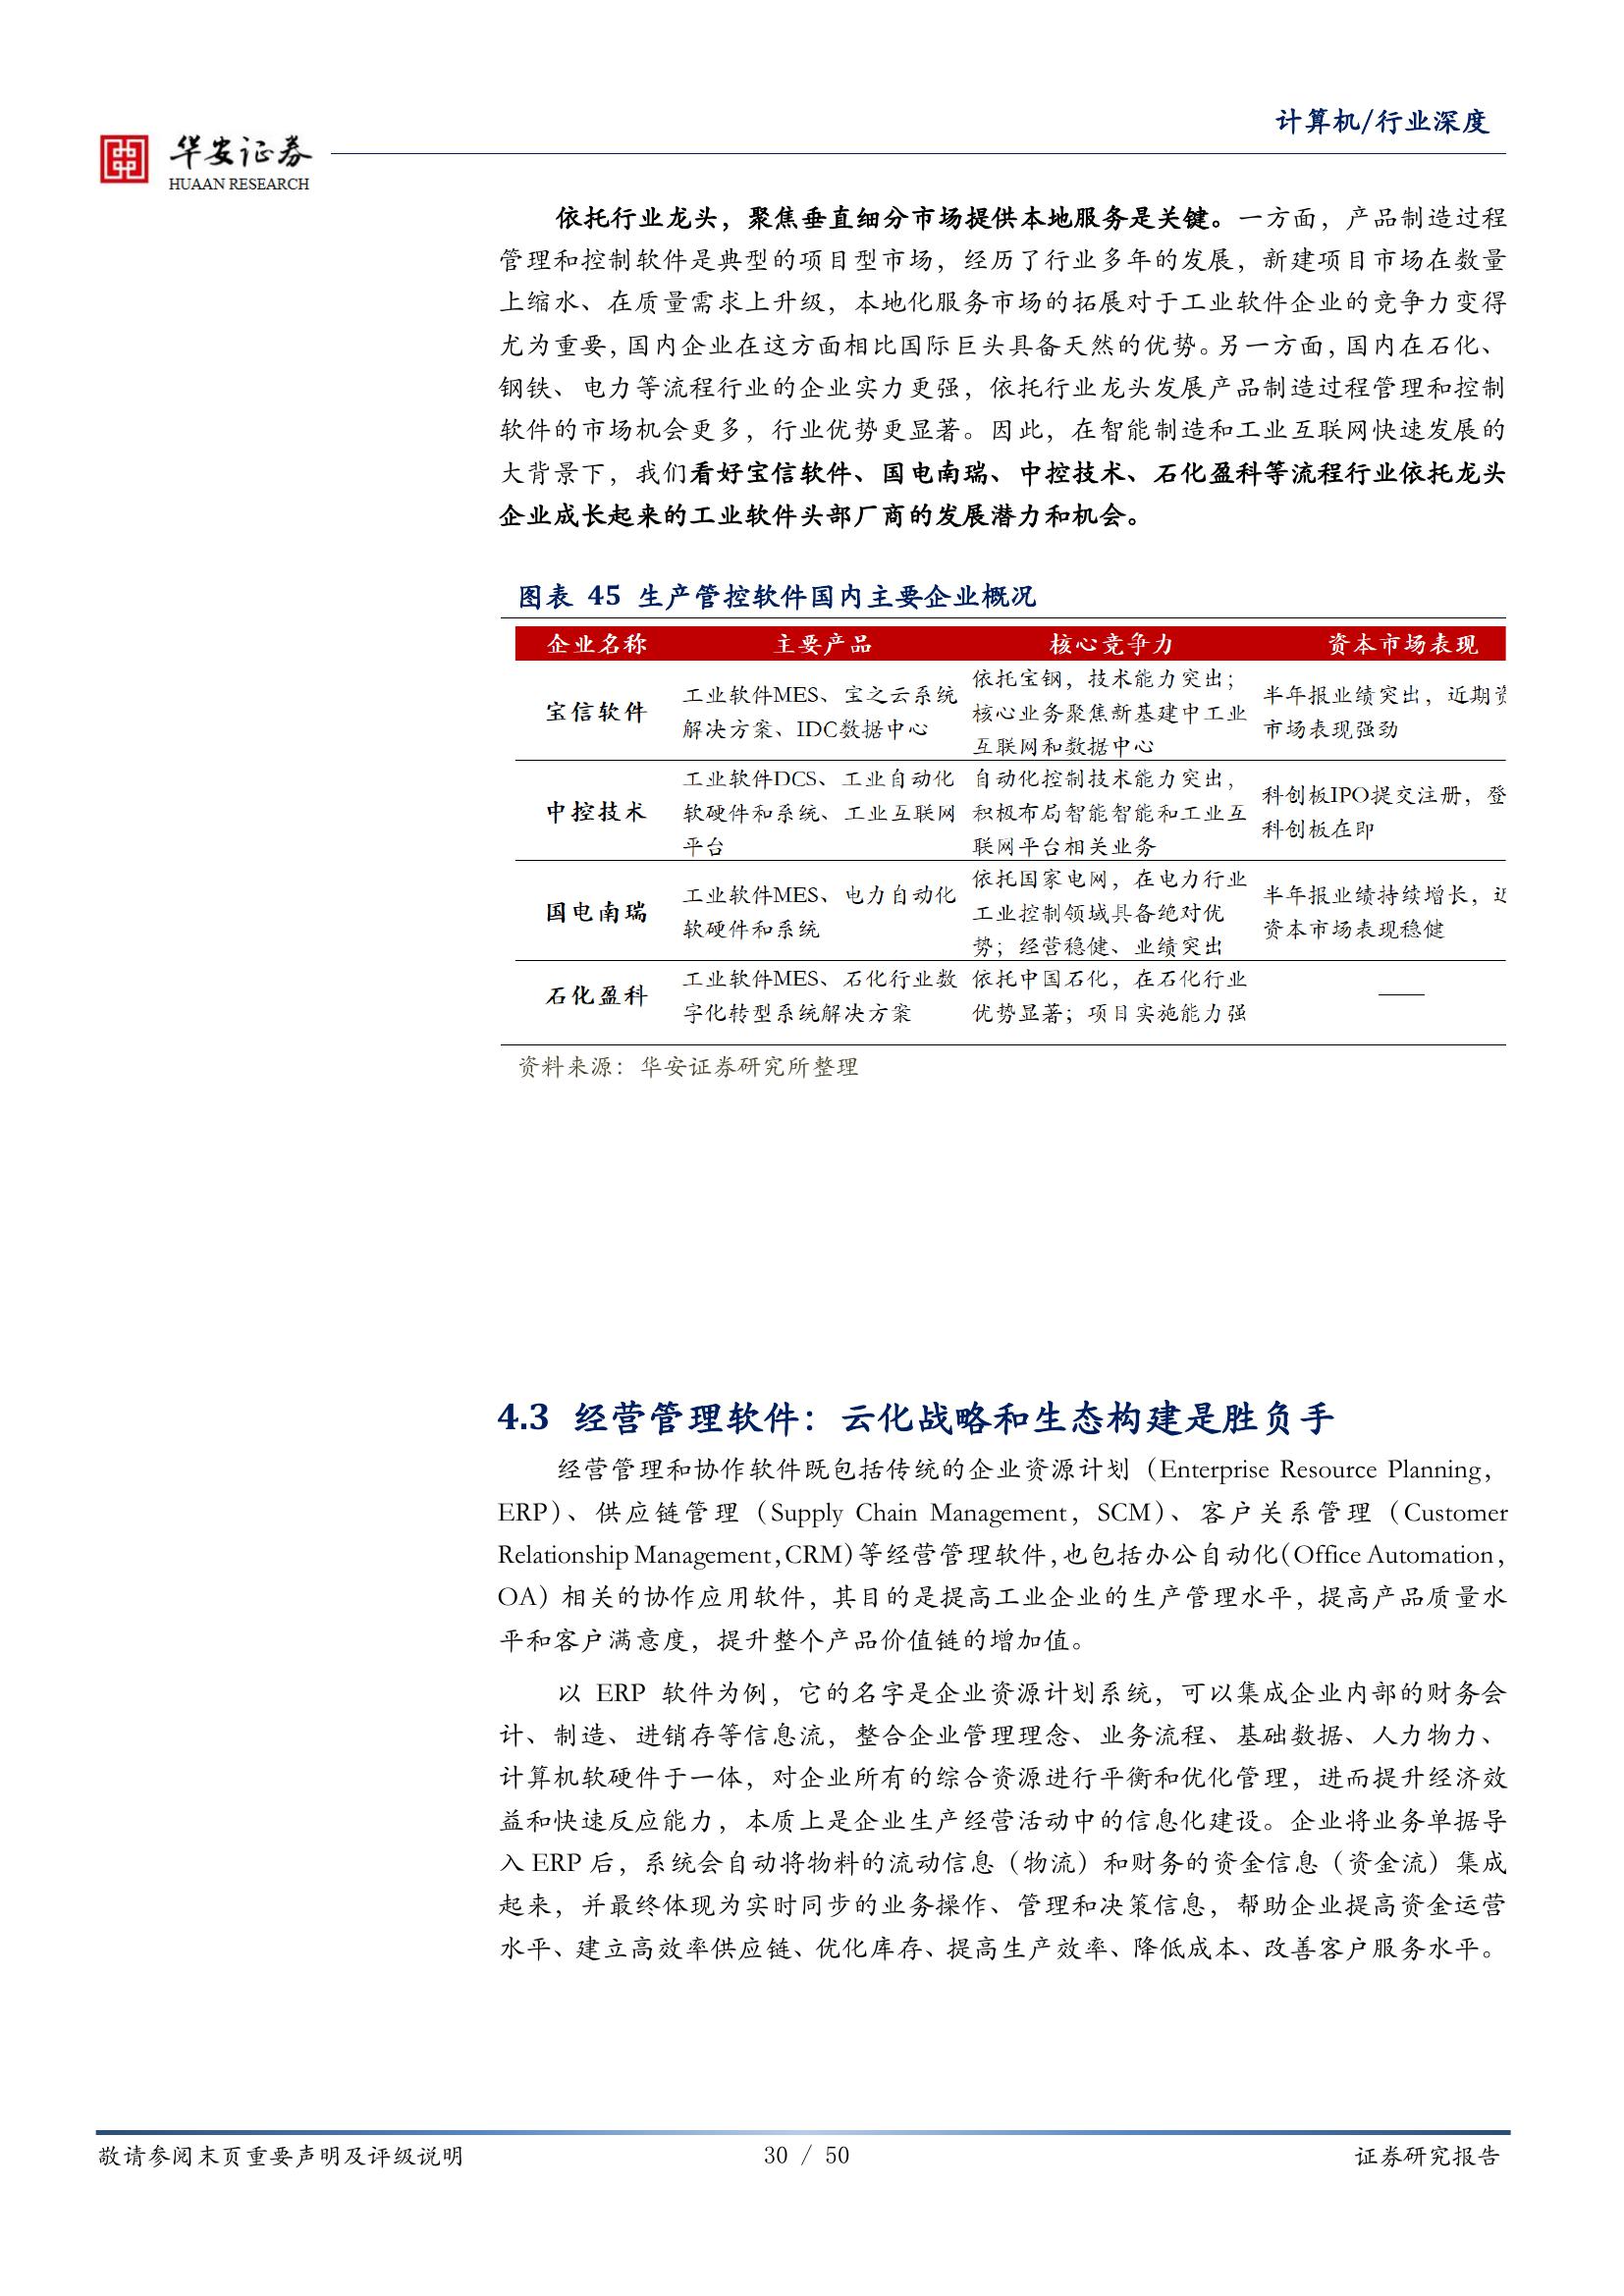 计算机/行业深度
华安证券
HUAAN RESEARCH
依托行业龙头，聚焦垂直细分市场提供本地服务是关键。一方面，产品制造过程
管理和控制软件是典型的项目型市场，经历了行业多年的发展，新建项目市场在数量
上缩水、在质量需求上升级，本地化服务市场的拓展对于工业软件企业的竞争力变得
尤为重要，国内企业在这方面相比国际巨头具备天然的优势。另一方面，国内在石化、
钢铁、电力等流程行业的企业实力更强，依托行业龙头发展产品制造过程管理和控制
软件的市场机会更多，行业优势更显著。因此，在智能制造和工业互联网快速发展的
大背景下，我们看好宝信软件、国电南瑞、中控技术、石化盈科等流程行业依托龙头
企业成长起来的工业软件头部厂商的发展潜力和机会。
图表 45 生产管控软件国内主要企业概况
企业名称 主要产品 核心竞争力 资本市场表现
宝信软件
工业软件MES、宝之云系统
解决方案、IDC数据中心
依托宝钢，技术能力突出；
核心业务聚焦新基建中工业
互联网和数据中心
半年报业绩突出，近期资
市场表现强劲
中控技术
工业软件DCS、工业自动化
软硬件和系统、工业互联网
平台
自动化控制技术能力突出，
积极布局智能智能和工业互
联网平台相关业务
科创板IPO提交注册，登
科创板在即
国电南瑞
工业软件MES、电力自动化
软硬件和系统
依托国家电网，在电力行业
工业控制领域具备绝对优
势；经营稳健、业绩突出
半年报业绩持续增长，
资本市场表现稳健
石化盈科
工业软件MES、石化行业数
字化转型系统解决方案
依托中国石化，在石化行业
优势显著；项目实施能力强
——
资料来源：华安证券研究所整理
4.3 经营管理软件：云化战略和生态构建是胜负手
经营管理和协作软件既包括传统的企业资源计划（Enterprise Resource Planning，
ERP）、供应链管理（Supply Chain Management，SCM）、客户关系管理（Customer
Relationship Management，CRM）等经营管理软件，也包括办公自动化（Office Automation，
OA）相关的协作应用软件，其目的是提高工业企业的生产管理水平，提高产品质量水
平和客户满意度，提升整个产品价值链的增加值。
以 ERP 软件为例，它的名字是企业资源计划系统，可以集成企业内部的财务会
计、制造、进销存等信息流，整合企业管理理念、业务流程、基础数据、人力物力、
计算机软硬件于一体，对企业所有的综合资源进行平衡和优化管理，进而提升经济效
益和快速反应能力，本质上是企业生产经营活动中的信息化建设。企业将业务单据导
入 ERP 后，系统会自动将物料的流动信息（物流）和财务的资金信息（资金流）集成
起来，并最终体现为实时同步的业务操作、管理和决策信息，帮助企业提高资金运营
水平、建立高效率供应链、优化库存、提高生产效率、降低成本、改善客户服务水平。
敬请参阅末页重要声明及评级说明
30 / 50
证券研究报告